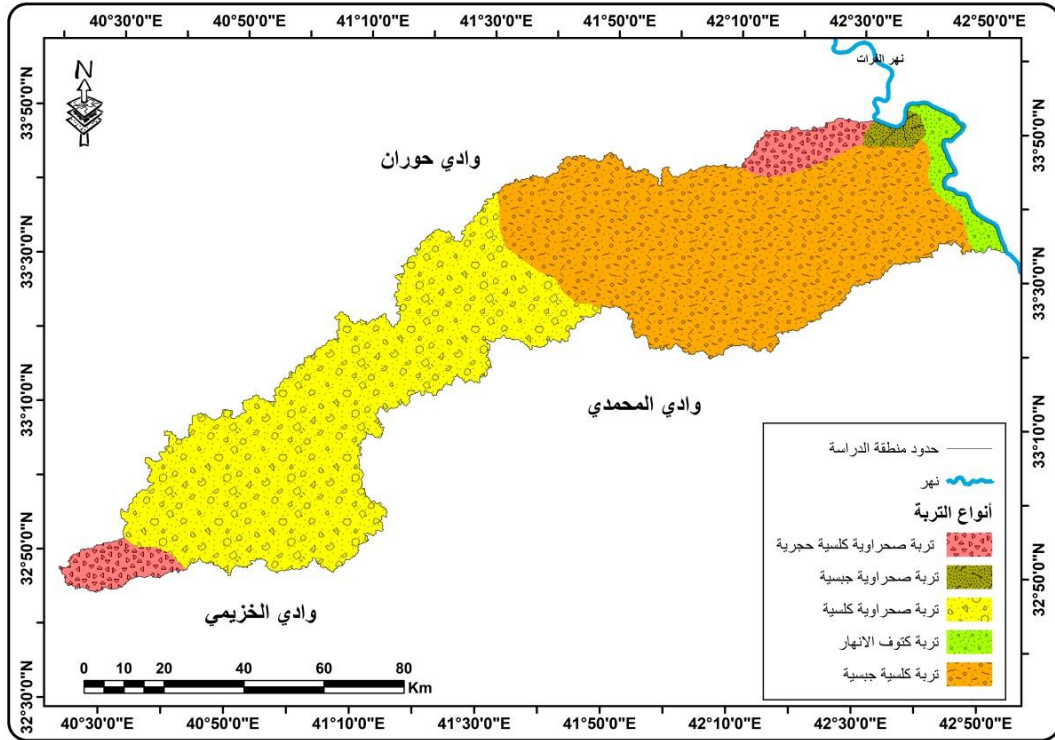 40°30'0"E 40°50'0"E 41°10'0"E 41°30'0"E 41°50'0"E 42°10'0"E 42°30'0"E 42°50'0"E
N
نهر الفرات
33°50'0"N
33°50'0"N
وادي حوران
33°30'0"N
33°30'0"N
وادي المحمدي
33°10'0"N
33°10'0"N
حدود منطقة الدراسة
نهر
أنواع التربة
تربة صحراوية كلسية حجرية
تربة صحراوية جبسية
تربة صحراوية كلسية
تربة كتوف الانهار
تربة كلسية جبسية
32°50'0"N
32°50'0"N
وادي الخزيمي
0 10 20 40 60 80
Km
32°30'0"N
40°30'0"E 40°50'0"E 41°10'0"E 41°30'0"E 41°50'0"E 42°10'0"E 42°30'0"E 42°50'0"E